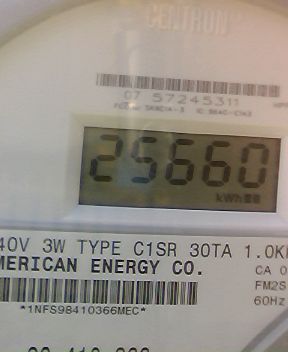 CENTRON
07 57245311
25660
kWh
40V 3W TYPE C1SR 30TA 1.0K
MERICAN ENERGY CO.
CA 0
FM2S
60Hz
*1NFS98410366MEC*